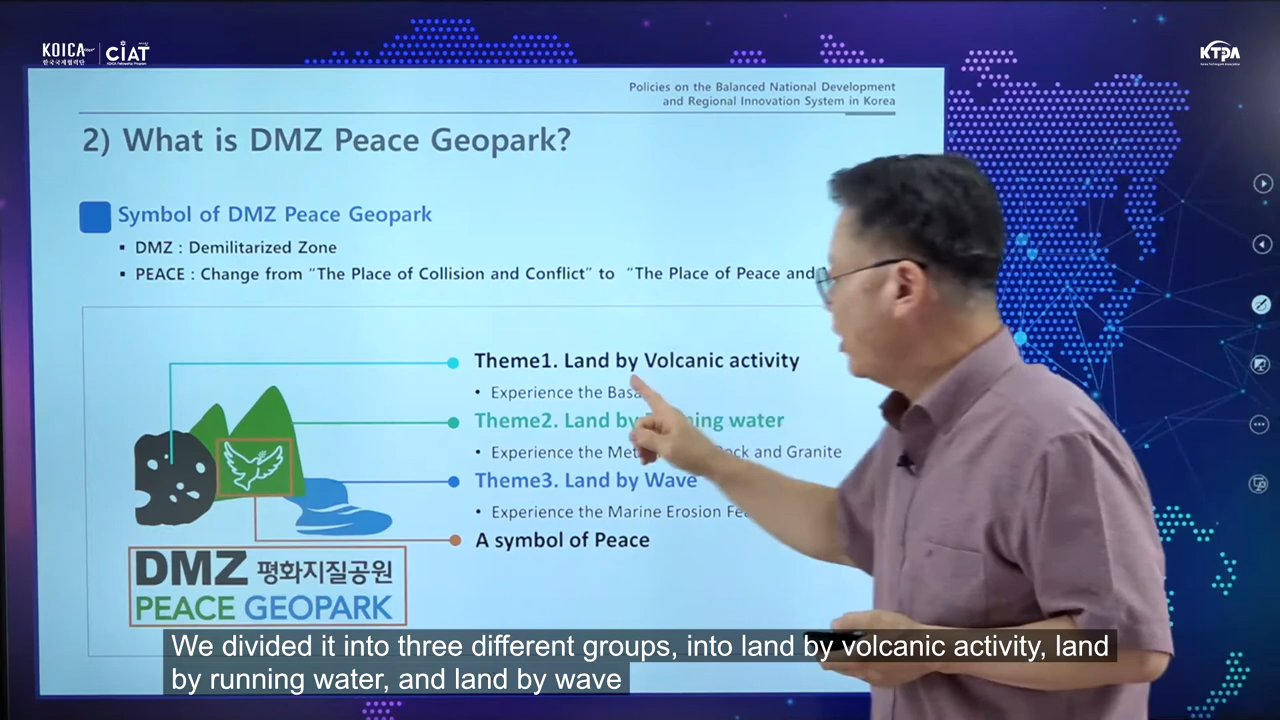 KOICA
한국국제협력단
CIAT
KOICA Fellowship Program
KTPA
Policies on the Balanced National Development
and Regional Innovation System in Korea
2) What is DMZ Peace Geopark?
Symbol of DMZ Peace Geopark
▪ DMZ : Demilitarized Zone
▪ PEACE : Change from “The Place of Collision and Conflict” to “The Place of Peace and
Theme1. Land by Volcanic activity
• Experience the
Theme2. Land by water
• Experience the and Granite
Theme3. Land by Wave
• Experience the Marine Erosion
A symbol of Peace
DMZ 평화지질공원
PEACE GEOPARK
We divided it into three different groups, into land by volcanic activity, land
by running water, and land by wave